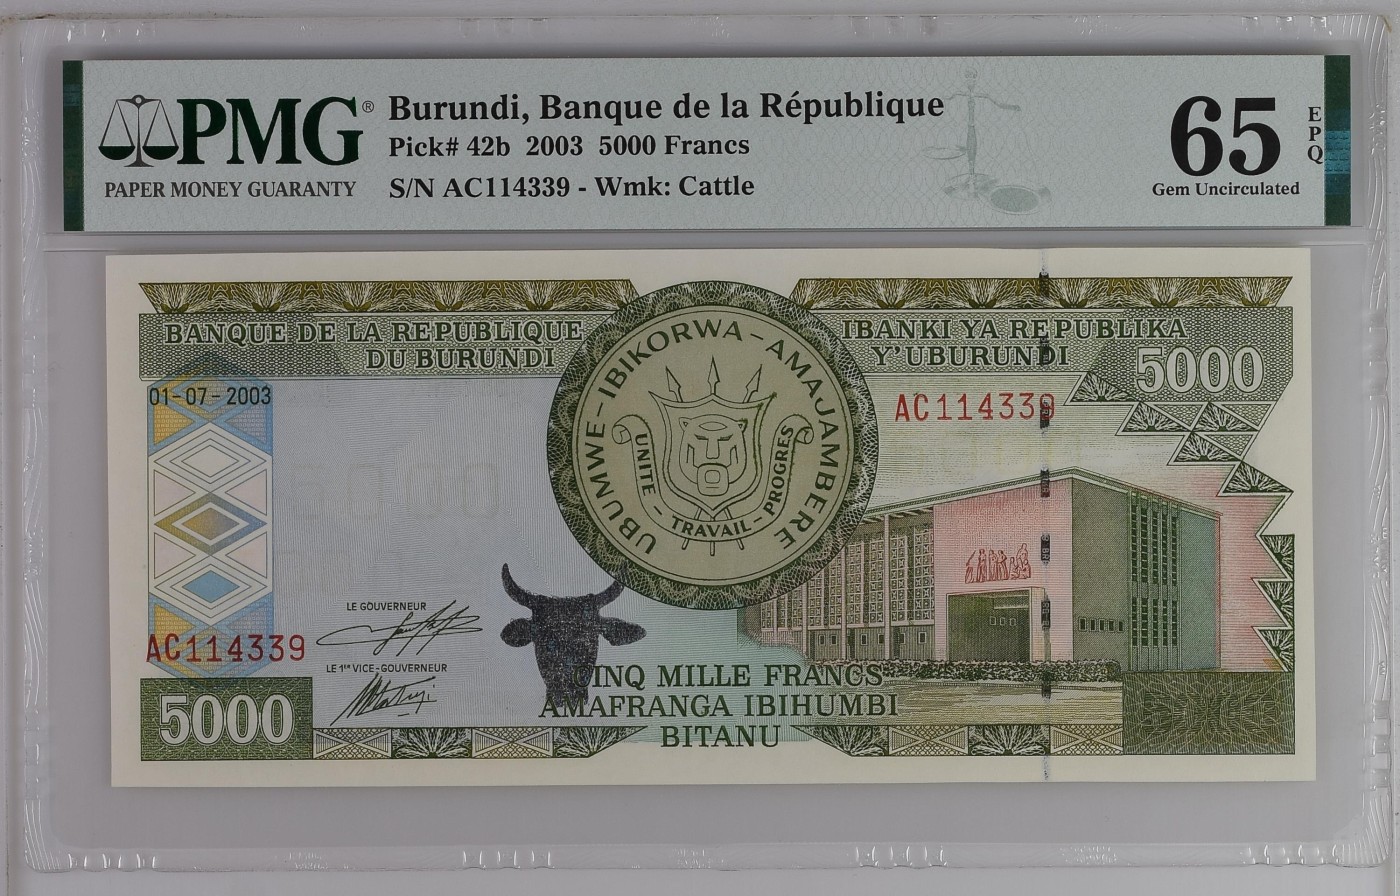 PMG®
PAPER MONEY GUARANTY
Burundi, Banque de la République
Pick# 42b 2003 5000 Francs
S/N AC114339 - Wmk: Cattle
65
EPQ
Gem Uncirculated
BANQUE DE LA REPUBLIQUE
DU BURUNDI
IBANKI YA REPUBLIKA
Y'UBURUNDI
5000
01-07-2003
AC114339
UBUMWE-IBIKORWA-AMAJAMBERE
UNITE - TRAVAIL - PROGRES
LE GOUVERNEUR
AC114339
LE 1ER VICE-GOUVERNEUR
5000
CINQ MILLE FRANCS
AMAFRANGA IBIHUMBI
BITANU